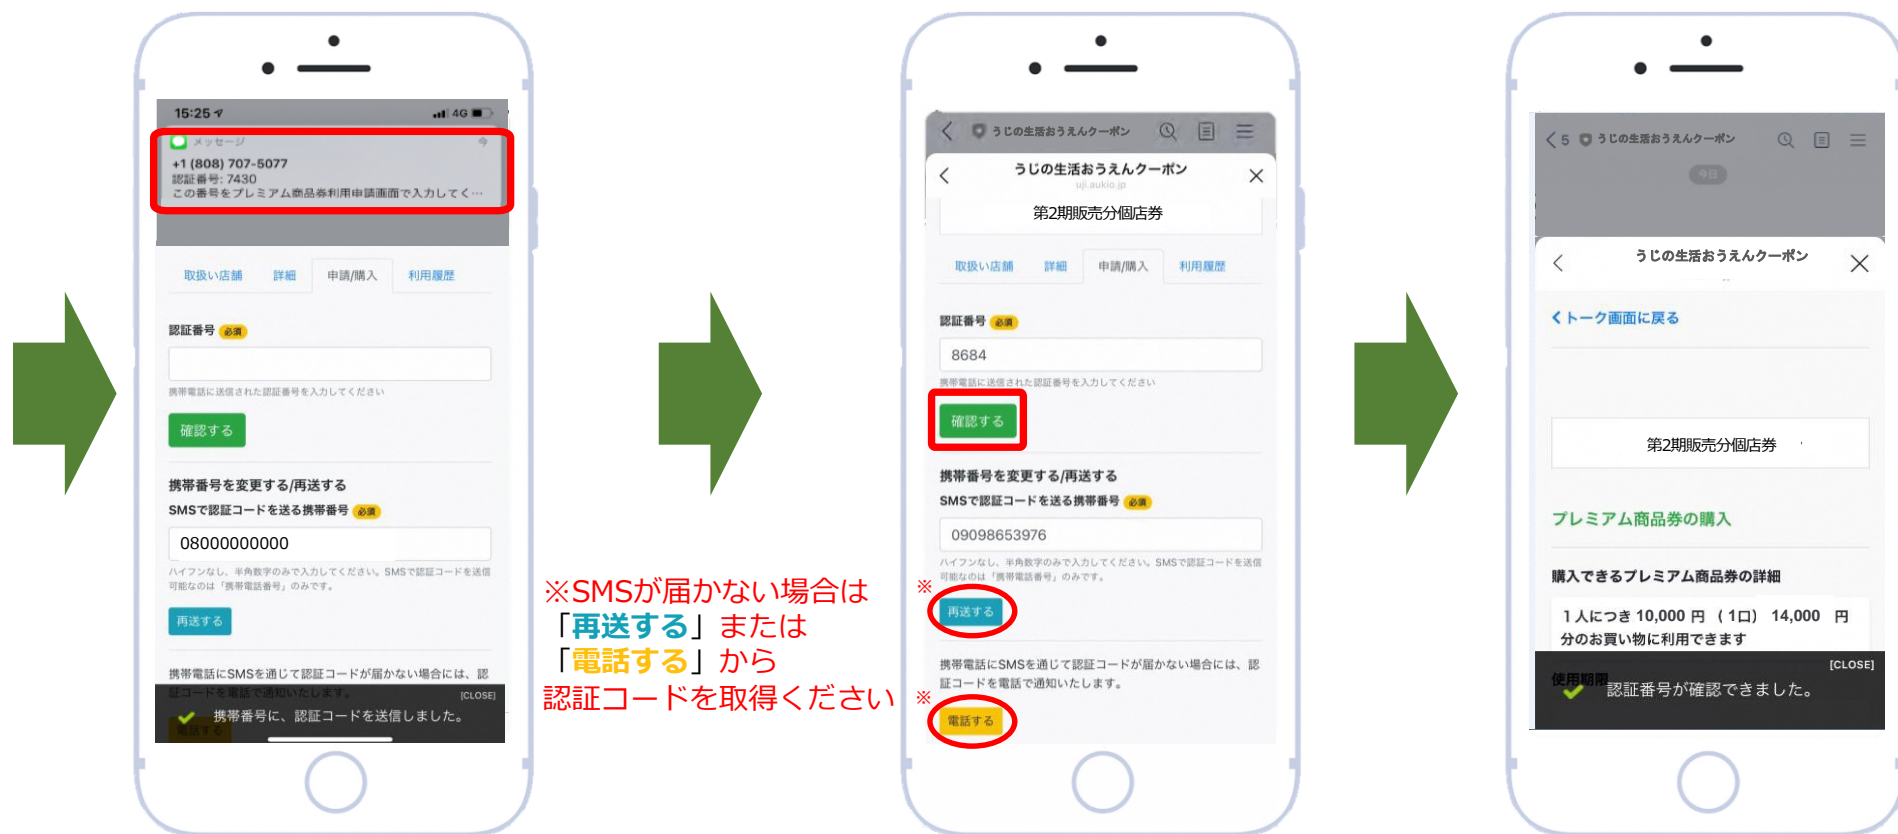 15:25
4G
メッセージ
今
+1 (808) 707-5077
認証番号: 7430
この番号をプレミアム商品券利用申請画面で入力してく…
取扱い店舗 詳細 申請/購入 利用履歴
認証番号 必須
携帯電話に送信された認証番号を入力してください
確認する
携帯番号を変更する/再送する
SMSで認証コードを送る携帯番号 必須
08000000000
ハイフンなし、半角数字のみで入力してください。SMSで認証コードを送信
可能なのは「携帯電話番号」のみです。
再送する
携帯電話にSMSを通じて認証コードが届かない場合には、認
証コードを電話で通知いたします。
[CLOSE]
携帯番号に、認証コードを送信しました。
電話する
※SMSが届かない場合は
「再送する」または
「電話する」から
認証コードを取得ください
うじの生活おうえんクーポン
うじの生活おうえんクーポン
uji.aukio.jp
第2期販売分個店券
取扱い店舗 詳細 申請/購入 利用履歴
認証番号 必須
8684
携帯電話に送信された認証番号を入力してください
確認する
携帯番号を変更する/再送する
SMSで認証コードを送る携帯番号 必須
09098653976
ハイフンなし、半角数字のみで入力してください。SMSで認証コードを送信
可能なのは「携帯電話番号」のみです。
※
再送する
携帯電話にSMSを通じて認証コードが届かない場合には、認
証コードを電話で通知いたします。
※
電話する
5 うじの生活おうえんクーポン
今日
うじの生活おうえんクーポン
トーク画面に戻る
第2期販売分個店券
プレミアム商品券の購入
購入できるプレミアム商品券の詳細
1人につき 10,000 円 (1口) 14,000 円
分のお買い物に利用できます
[CLOSE]
使用期限
認証番号が確認できました。